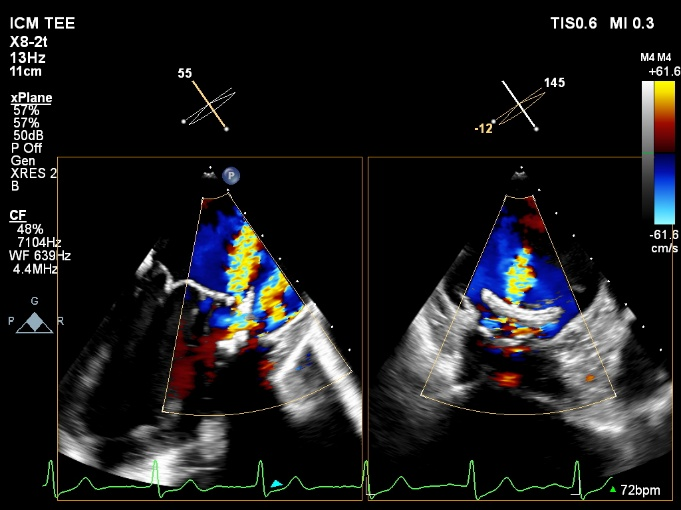 ICM TEE
TIS0.6 MI 0.3
X8-2t
13Hz
11cm
M4 M4
+61.6
55
145
-12
xPlane
57%
57%
50dB
P Off
Gen
XRES 2
B
P
CF
48%
7104Hz
WF 639Hz
4.4MHz
-61.6
cm/s
G
P R
72bpm